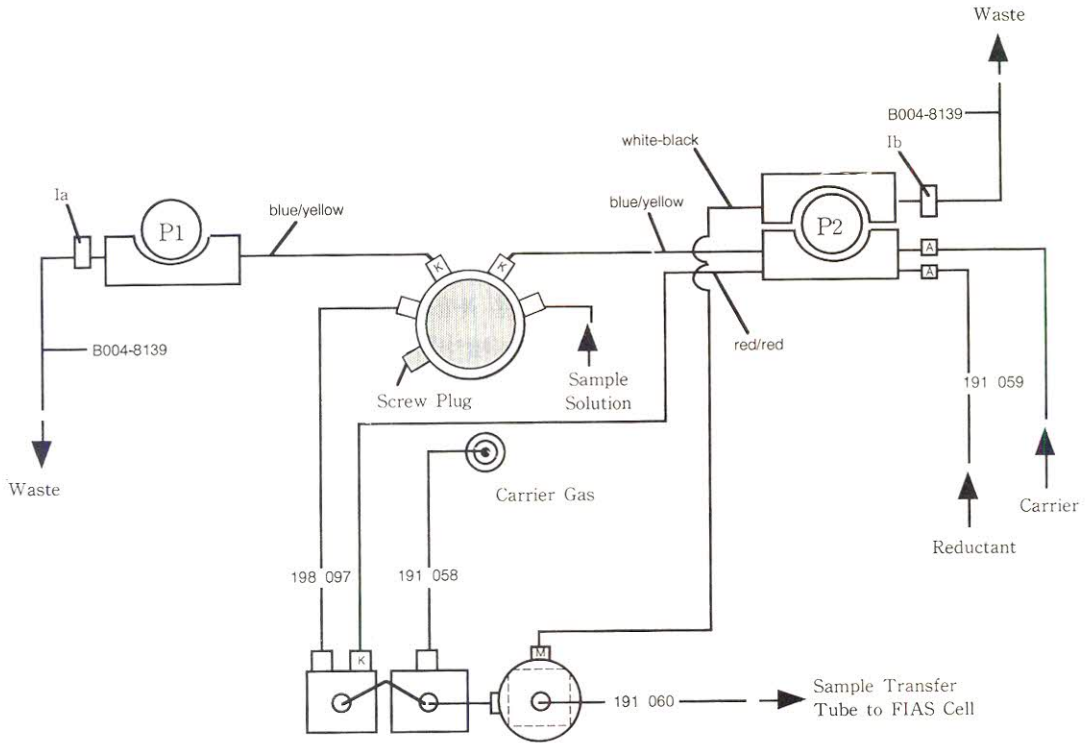 Waste
B004-8139
white-black
Ib
Ia
P1
blue/yellow
blue/yellow
P2
K
K
A
A
B004-8139
red/red
Screw Plug
Sample
Solution
191 059
Waste
Carrier Gas
Carrier
Reductant
198 097
191 058
K
M
191 060
Sample Transfer
Tube to FIAS Cell